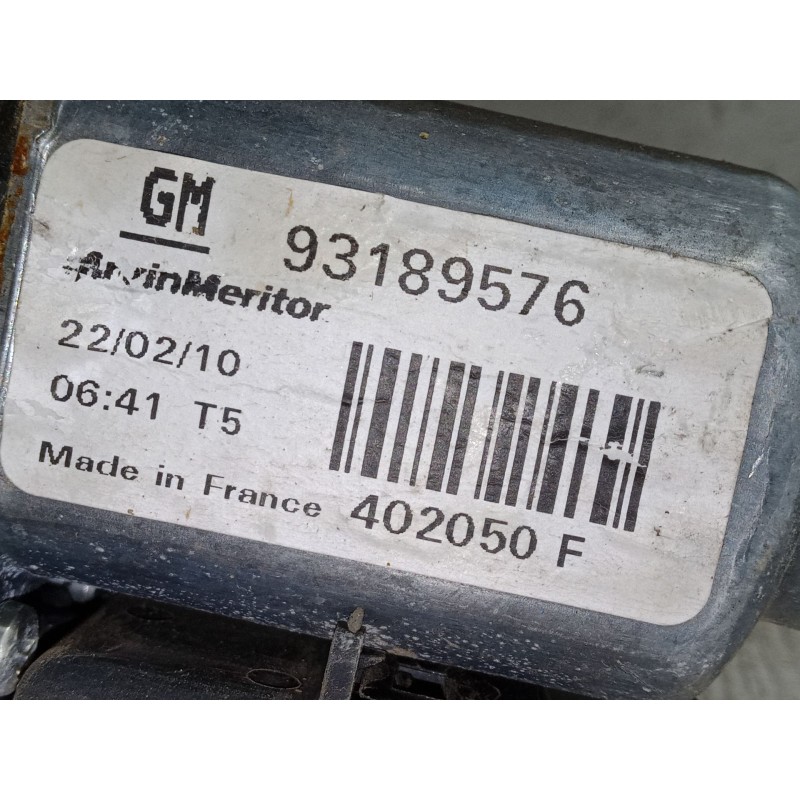 GM
93189576
ArvinMeritor
22/02/10
06:41 T5
Made in France
402050 F